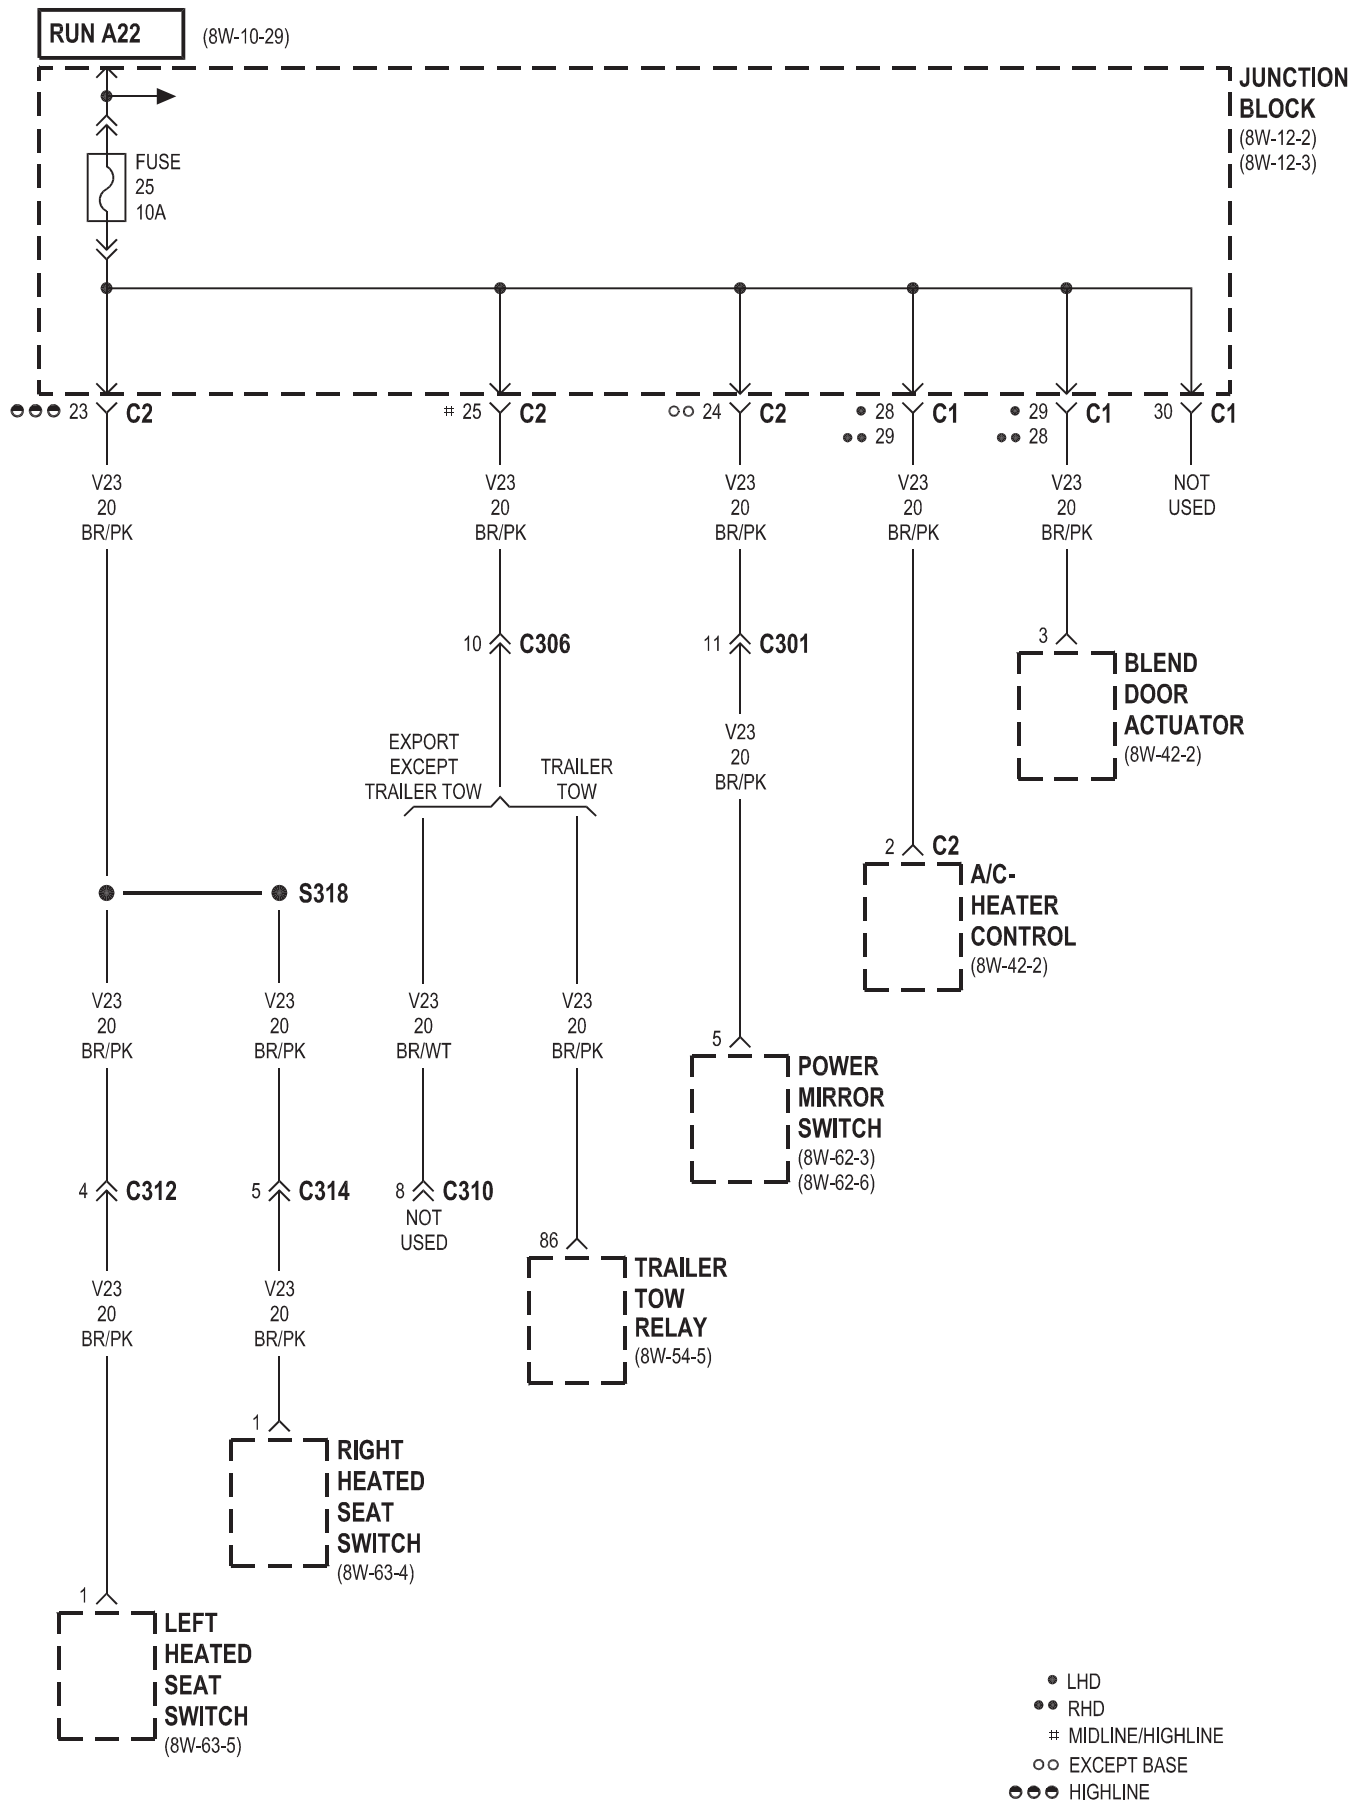 RUN A22
(8W-10-29)
JUNCTION
BLOCK
(8W-12-2)
(8W-12-3)
FUSE
25
10A
23 C2
# 25 C2
24 C2
28 C1
29
29 C1
28
30 C1
V23
20
BR/PK
V23
20
BR/PK
V23
20
BR/PK
V23
20
BR/PK
V23
20
BR/PK
NOT
USED
10 C306
11 C301
3
BLEND
DOOR
ACTUATOR
(8W-42-2)
EXPORT
EXCEPT
TRAILER TOW
TRAILER
TOW
V23
20
BR/PK
2 C2
A/C-
HEATER
CONTROL
(8W-42-2)
S318
V23
20
BR/PK
V23
20
BR/PK
V23
20
BR/WT
V23
20
BR/PK
5
POWER
MIRROR
SWITCH
(8W-62-3)
(8W-62-6)
4 C312
5 C314
8 C310
NOT
USED
86
TRAILER
TOW
RELAY
(8W-54-5)
V23
20
BR/PK
V23
20
BR/PK
1
RIGHT
HEATED
SEAT
SWITCH
(8W-63-4)
1
LEFT
HEATED
SEAT
SWITCH
(8W-63-5)
LHD
RHD
# MIDLINE/HIGHLINE
EXCEPT BASE
HIGHLINE